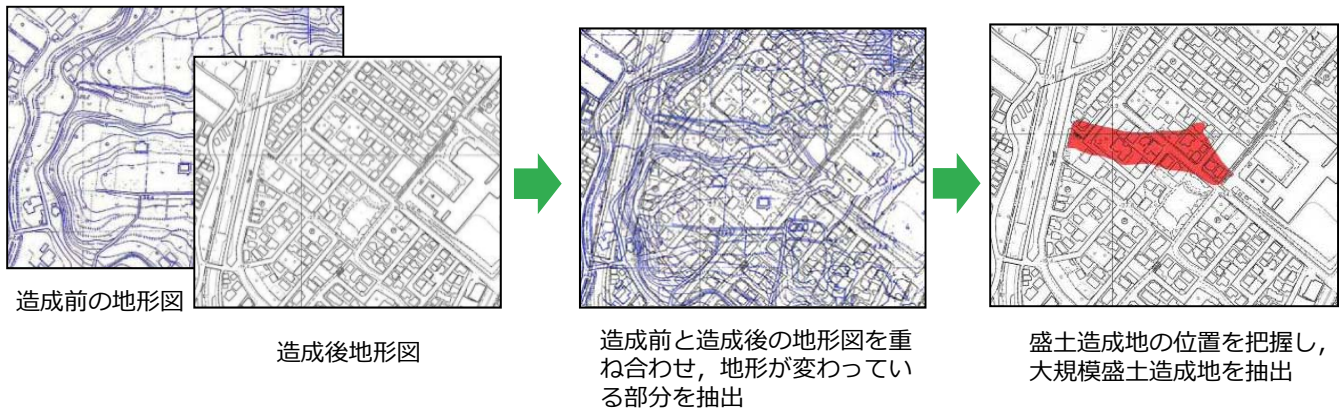 造成前の地形図
造成後地形図
造成前と造成後の地形図を重
ね合わせ，地形が変わってい
る部分を抽出
盛土造成地の位置を把握し，
大規模盛土造成地を抽出